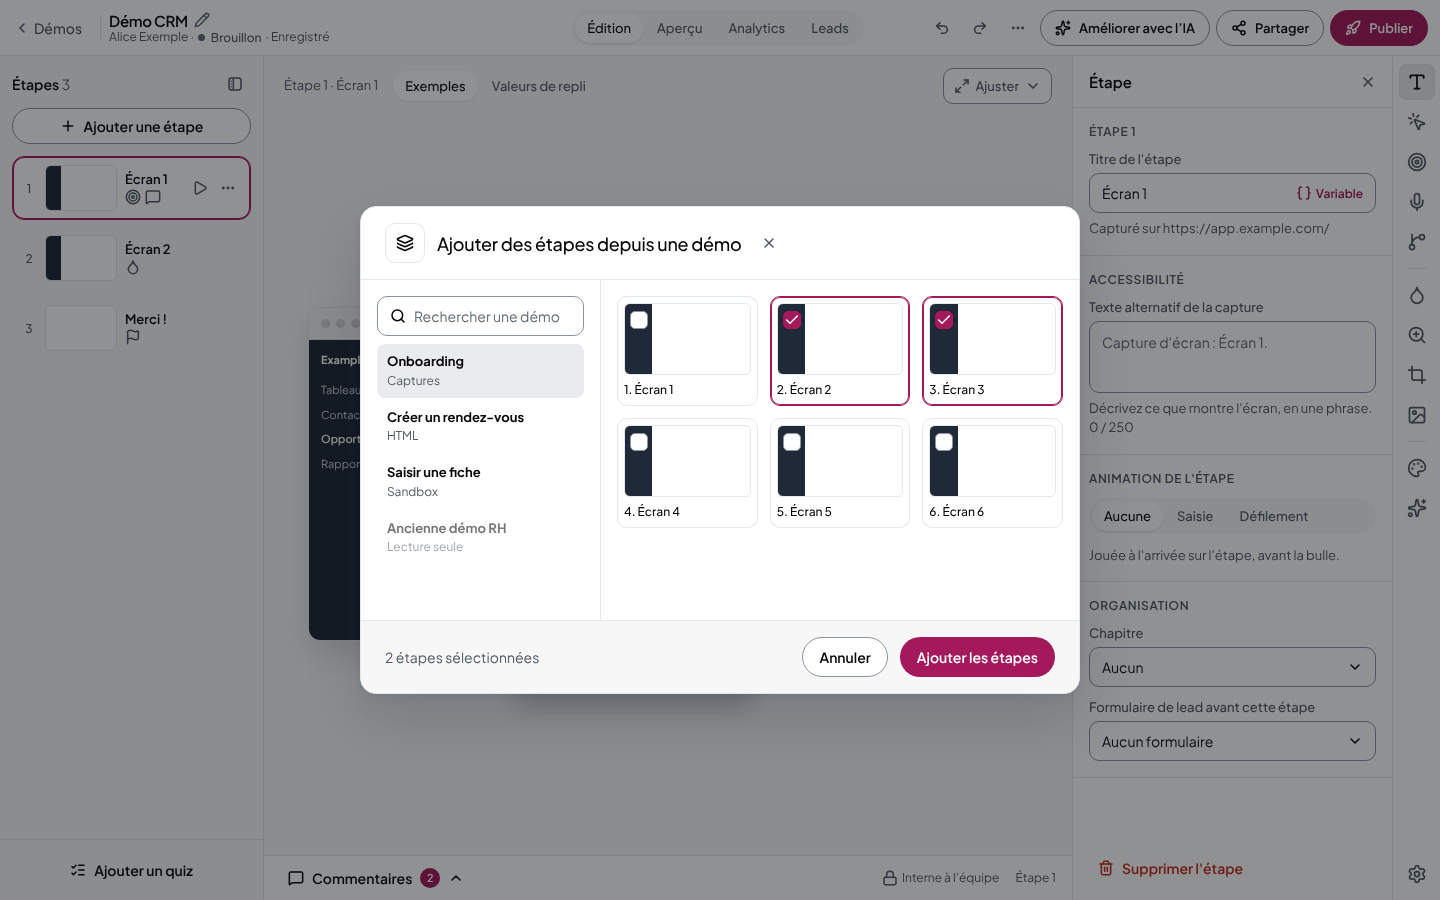 Démos
Démo CRM
Alice Exemple · Brouillon · Enregistré
Édition
Aperçu
Analytics
Leads
Améliorer avec l'IA
Partager
Publier
Étapes 3
Ajouter une étape
1
Écran 1
2
Écran 2
3
Merci !
Ajouter un quiz
Étape 1 · Écran 1
Exemples
Valeurs de repli
Ajuster
Ajouter des étapes depuis une démo
Rechercher une démo
Onboarding
Captures
Créer un rendez-vous
HTML
Saisir une fiche
Sandbox
Ancienne démo RH
Lecture seule
1. Écran 1
2. Écran 2
3. Écran 3
4. Écran 4
5. Écran 5
6. Écran 6
2 étapes sélectionnées
Annuler
Ajouter les étapes
Commentaires 2
Interne à l'équipe
Étape 1
Étape
ÉTAPE 1
Titre de l'étape
Écran 1
{ } Variable
Capturé sur https://app.example.com/
ACCESSIBILITÉ
Texte alternatif de la capture
Capture d'écran : Écran 1.
Décrivez ce que montre l'écran, en une phrase.
0 / 250
ANIMATION DE L'ÉTAPE
Aucune
Saisie
Défilement
Jouée à l'arrivée sur l'étape, avant la bulle.
ORGANISATION
Chapitre
Aucun
Formulaire de lead avant cette étape
Aucun formulaire
Supprimer l'étape